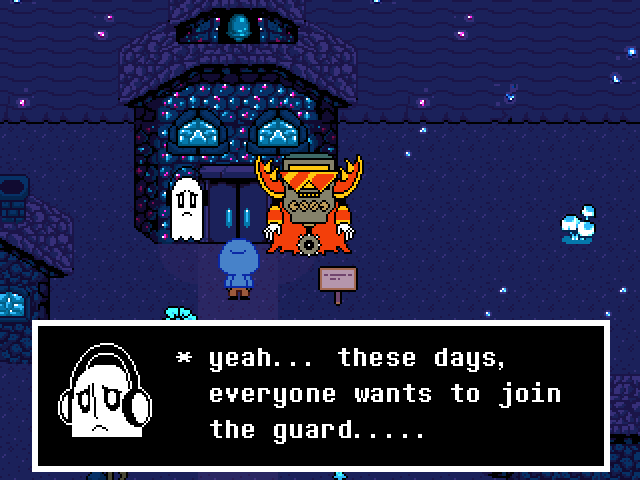 * yeah... these days,
everyone wants to join
the guard.....